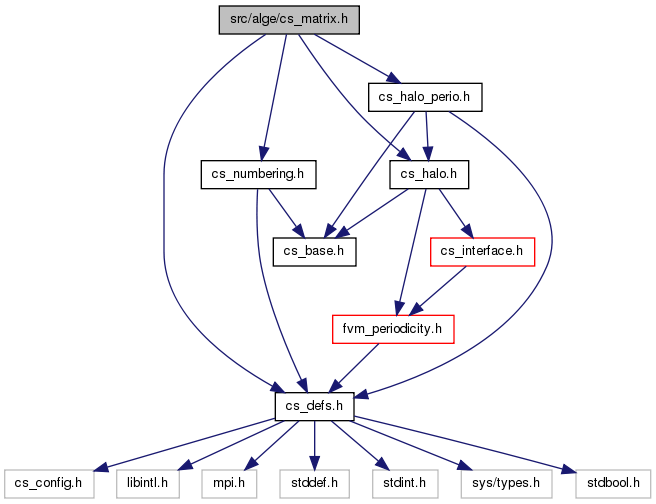 src/alge/cs_matrix.h
cs_halo_perio.h
cs_numbering.h
cs_halo.h
cs_base.h
cs_interface.h
fvm_periodicity.h
cs_defs.h
cs_config.h
libintl.h
mpi.h
stddef.h
stdint.h
sys/types.h
stdbool.h